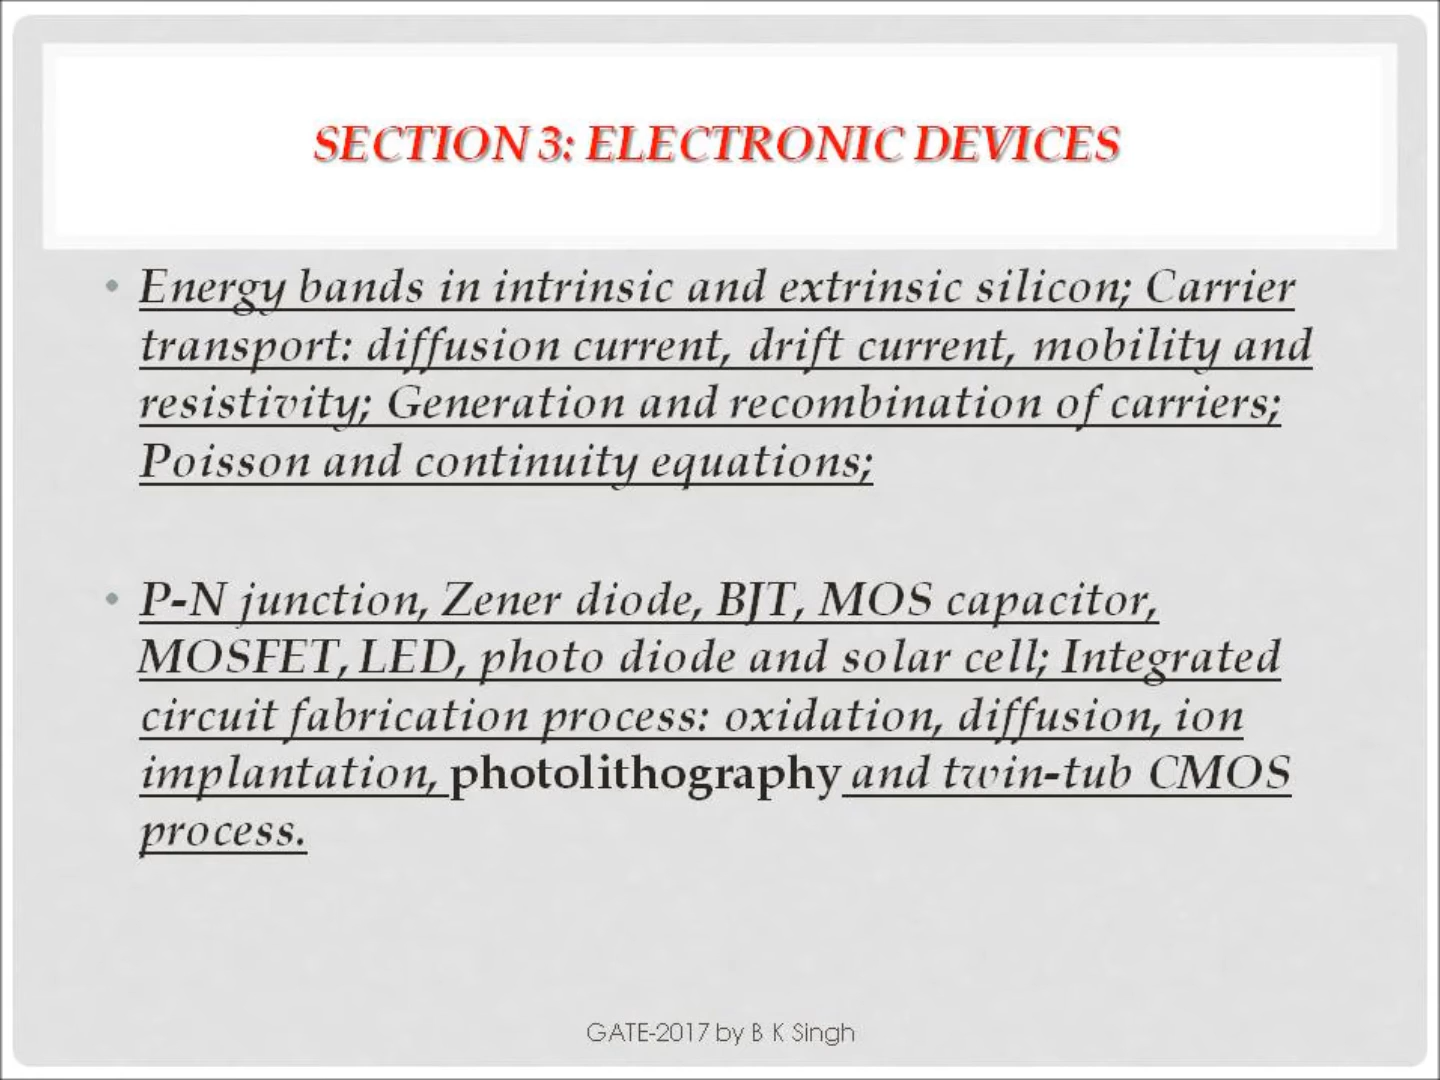 SECTION 3: ELECTRONIC DEVICES
• Energy bands in intrinsic and extrinsic silicon; Carrier
transport: diffusion current, drift current, mobility and
resistivity; Generation and recombination of carriers;
Poisson and continuity equations;
• P-N junction, Zener diode, BJT, MOS capacitor,
MOSFET, LED, photo diode and solar cell; Integrated
circuit fabrication process: oxidation, diffusion, ion
implantation, photolithography and twin-tub CMOS
process.
GATE-2017 by B K Singh